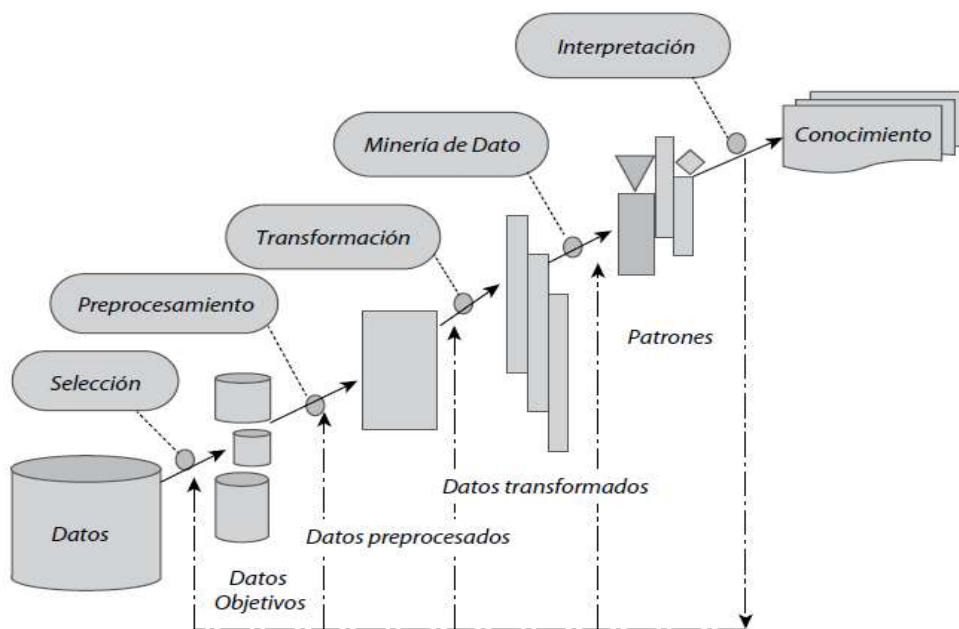 Interpretación
Conocimiento
Minería de Dato
Transformación
Patrones
Preprocesamiento
Selección
Datos transformados
Datos
Datos preprocesados
Datos
Objetivos